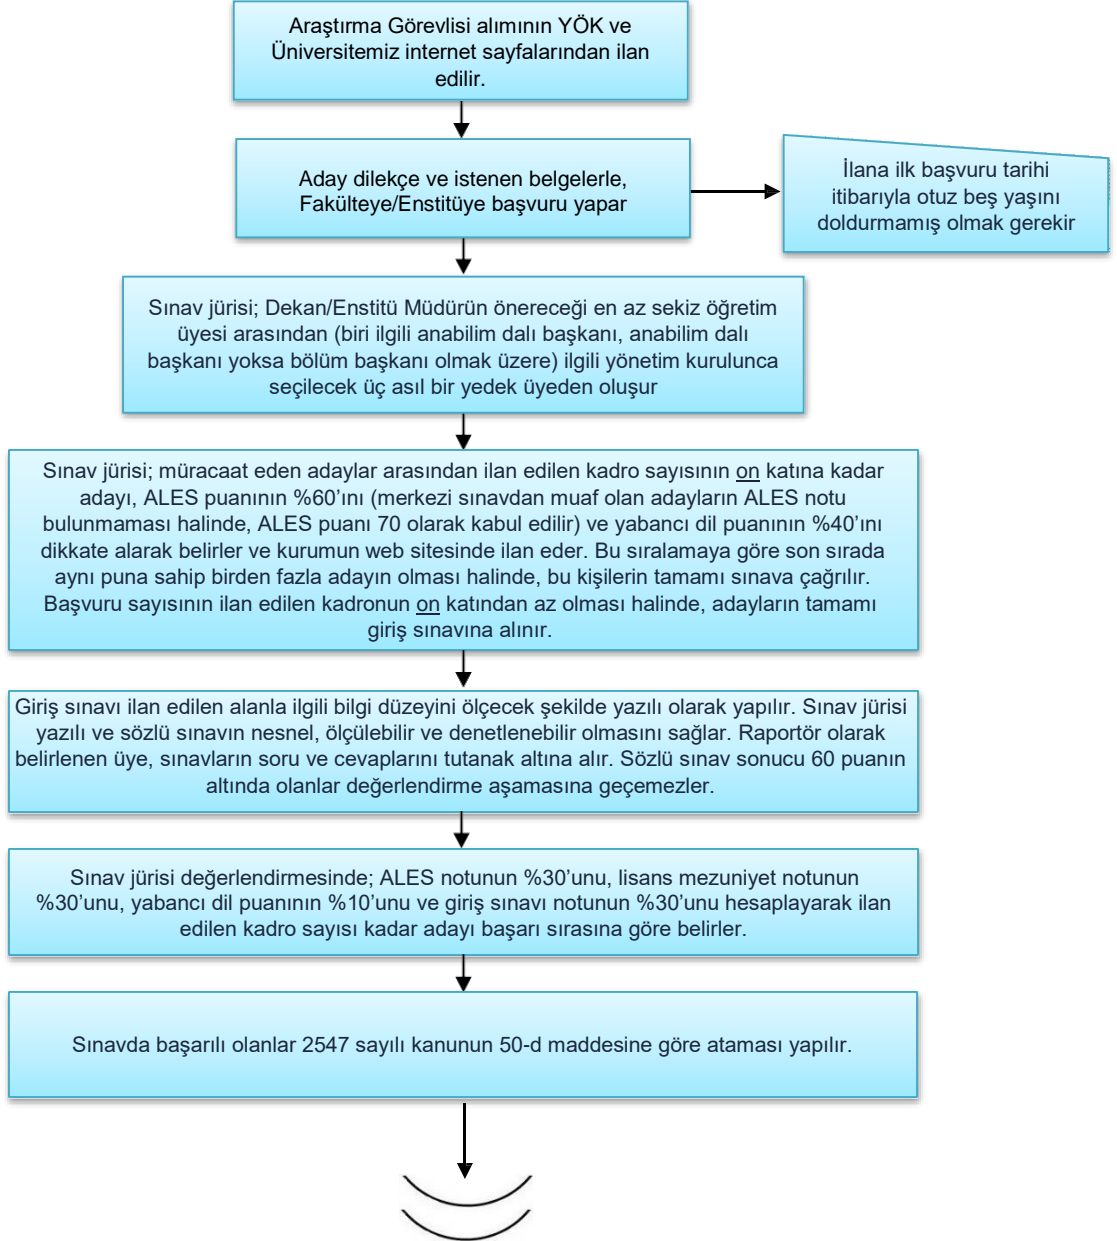 Araştırma Görevlisi alımının YÖK ve
Üniversitemiz internet sayfalarından ilan
edilir.
Aday dilekçe ve istenen belgelerle,
Fakülteye/Enstitüye başvuru yapar
İlana ilk başvuru tarihi
itibarıyla otuz beş yaşını
doldurmamış olmak gerekir
Sınav jürisi; Dekan/Enstitü Müdürün önereceği en az sekiz öğretim
üyesi arasından (biri ilgili anabilim dalı başkanı, anabilim dalı
başkanı yoksa bölüm başkanı olmak üzere) ilgili yönetim kurulunca
seçilecek üç asıl bir yedek üyeden oluşur
Sınav jürisi; müracaat eden adaylar arasından ilan edilen kadro sayısının on katına kadar
adayı, ALES puanının %60’ını (merkezi sınavdan muaf olan adayların ALES notu
bulunmaması halinde, ALES puanı 70 olarak kabul edilir) ve yabancı dil puanının %40’ını
dikkate alarak belirler ve kurumun web sitesinde ilan eder. Bu sıralamaya göre son sırada
aynı puna sahip birden fazla adayın olması halinde, bu kişilerin tamamı sınava çağrılır.
Başvuru sayısının ilan edilen kadronun on katından az olması halinde, adayların tamamı
giriş sınavına alınır.
Giriş sınavı ilan edilen alanla ilgili bilgi düzeyini ölçecek şekilde yazılı olarak yapılır. Sınav jürisi
yazılı ve sözlü sınavın nesnel, ölçülebilir ve denetlenebilir olmasını sağlar. Raportör olarak
belirlenen üye, sınavların soru ve cevaplarını tutanak altına alır. Sözlü sınav sonucu 60 puanın
altında olanlar değerlendirme aşamasına geçemezler.
Sınav jürisi değerlendirmesinde; ALES notunun %30’unu, lisans mezuniyet notunun
%30’unu, yabancı dil puanının %10’unu ve giriş sınavı notunun %30’unu hesaplayarak ilan
edilen kadro sayısı kadar adayı başarı sırasına göre belirler.
Sınavda başarılı olanlar 2547 sayılı kanunun 50-d maddesine göre ataması yapılır.